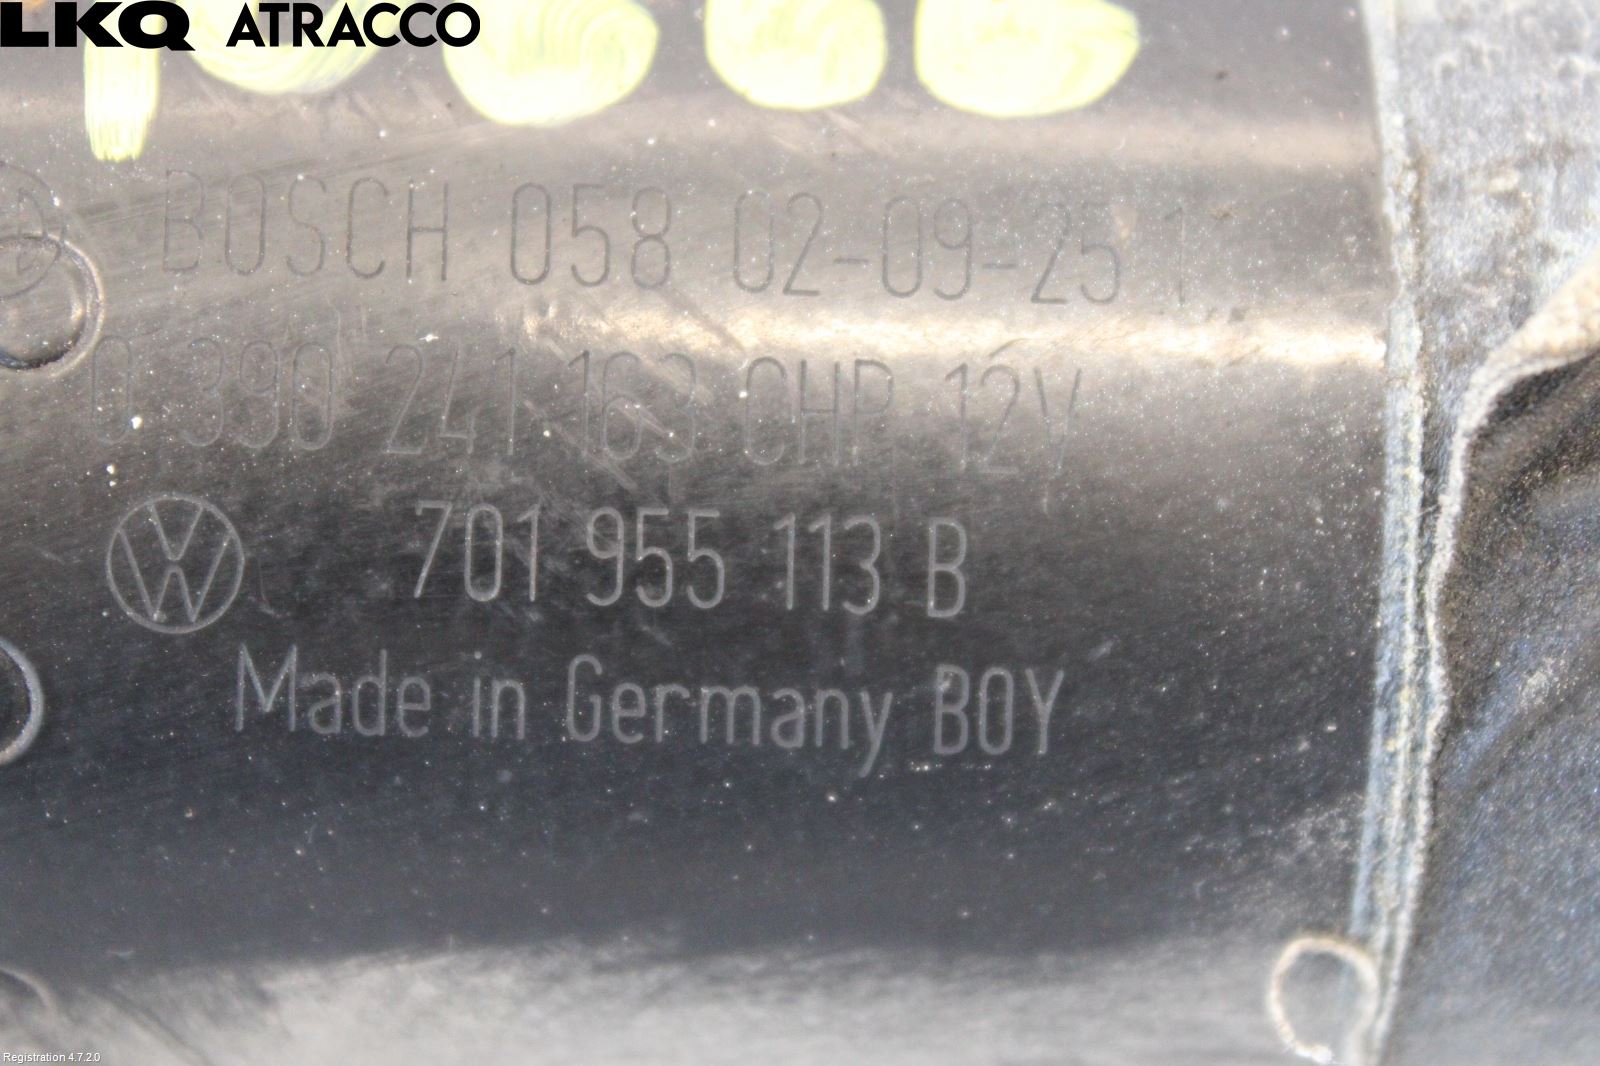 LKQ ATRACCO
BOSCH 058 02-09-25 1
0 390 241 163 CHP 12V
701 955 113 B
Made in Germany BOY
Registration 4.7.2.0